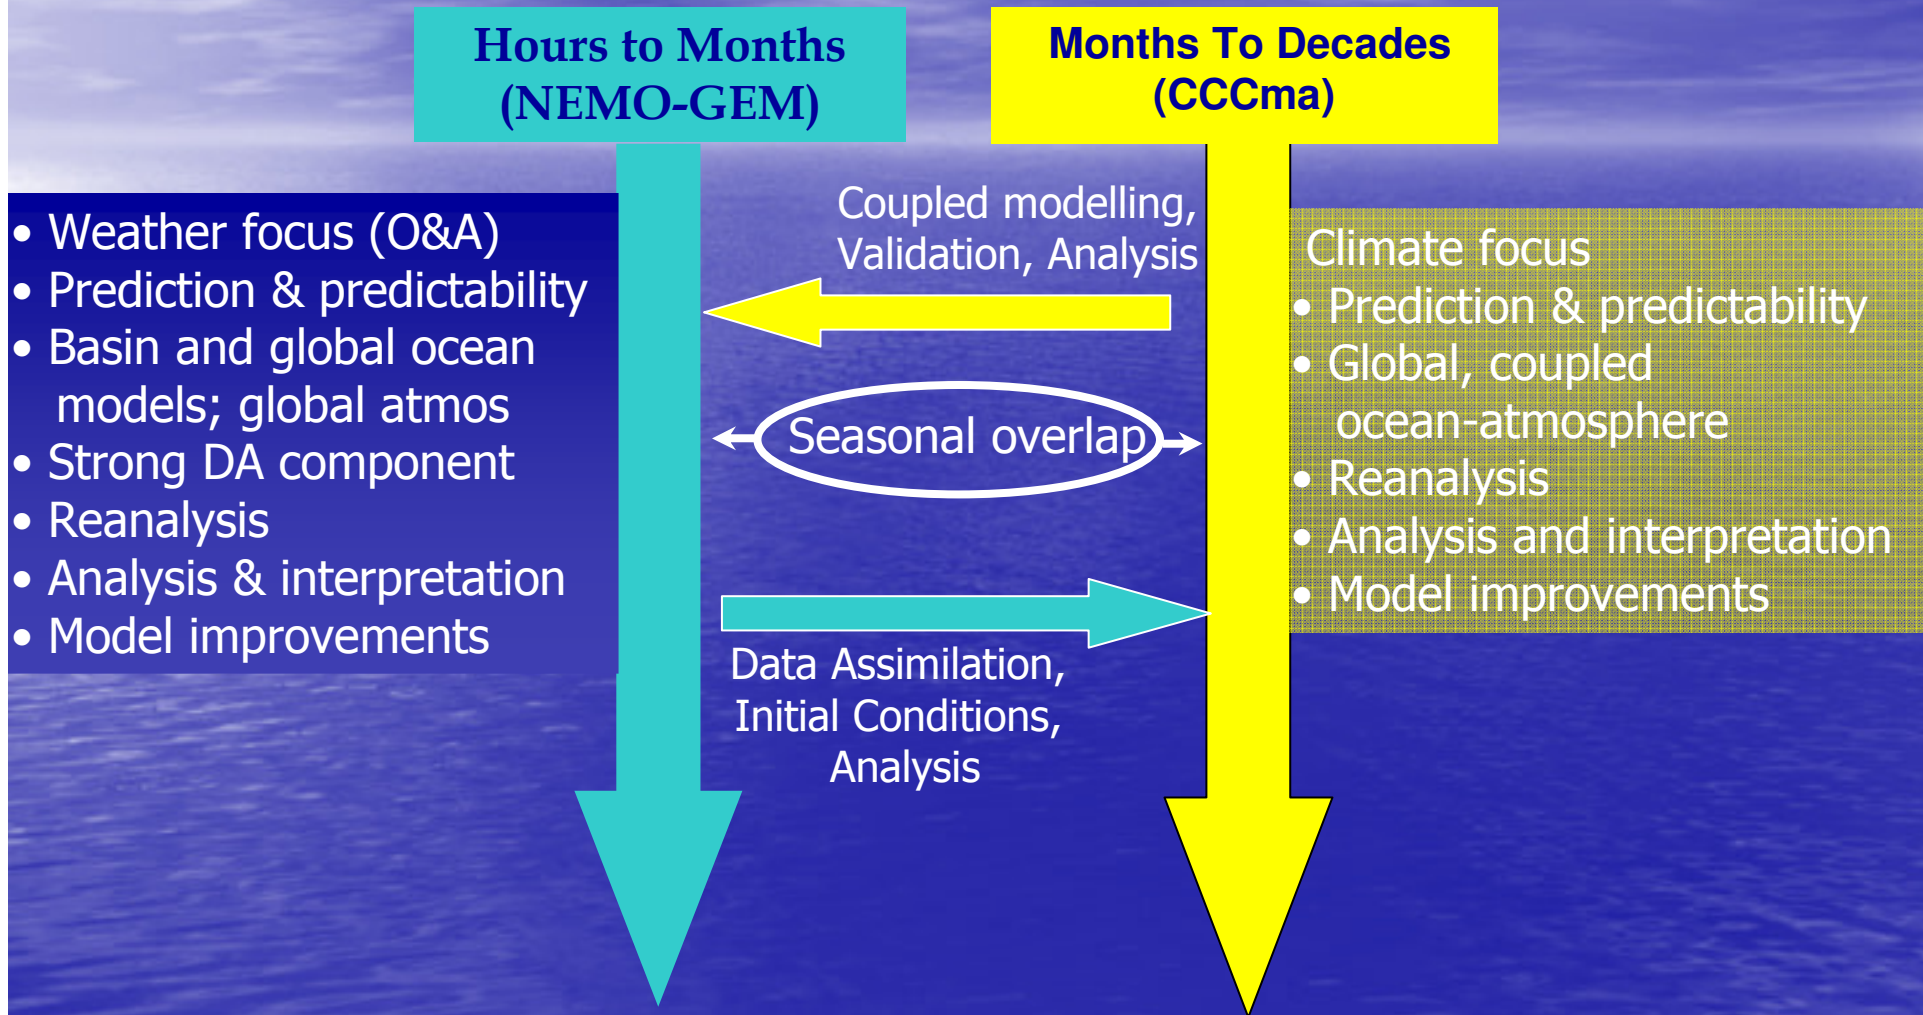 Hours to Months
(NEMO-GEM)
Months To Decades
(CCCma)
• Weather focus (O&A)
• Prediction & predictability
• Basin and global ocean
models; global atmos
• Strong DA component
• Reanalysis
• Analysis & interpretation
• Model improvements
Coupled modelling,
Validation, Analysis
Seasonal overlap
Data Assimilation,
Initial Conditions,
Analysis
Climate focus
• Prediction & predictability
• Global, coupled
ocean-atmosphere
• Reanalysis
• Analysis and interpretation
• Model improvements